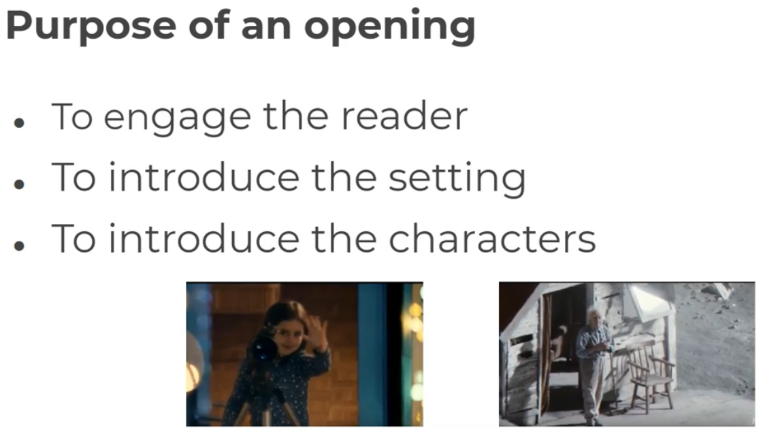 Purpose of an opening
• To engage the reader
• To introduce the setting
• To introduce the characters